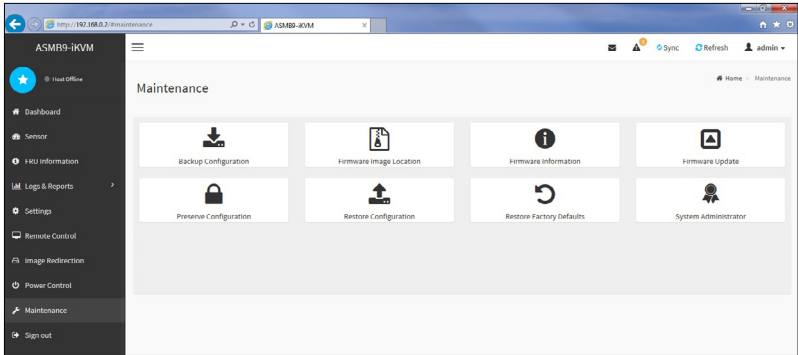 http://192.168.0.2/#maintenance
ASMB9-iKVM
ASMB9-iKVM
Sync
Refresh
admin
Host Offline
Home
Maintenance
Maintenance
Dashboard
Sensor
FRU Information
Logs & Reports
Settings
Remote Control
Image Redirection
Power Control
Maintenance
Sign out
Backup Configuration
Firmware Image Location
Firmware Information
Firmware Update
Preserve Configuration
Restore Configuration
Restore Factory Defaults
System Administrator